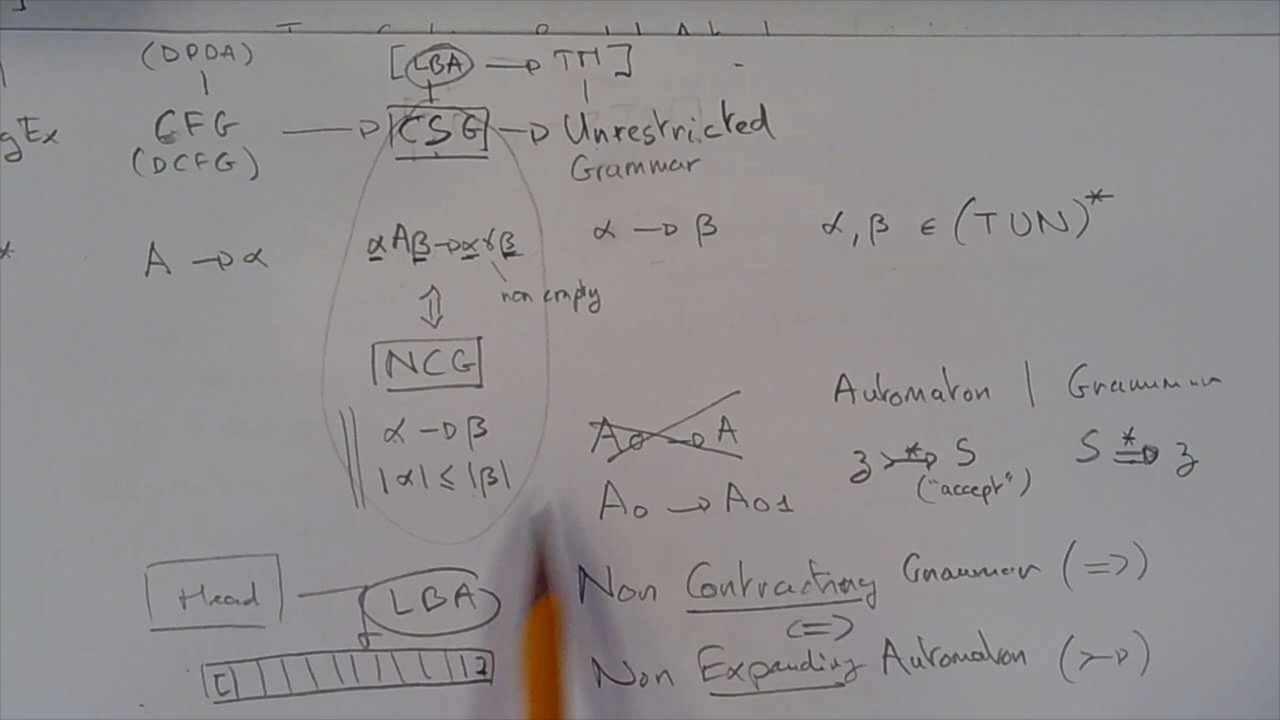 (DPDA) [LBA → TM]
gEx CFG → CSG → Unrestricted
(DCFG) Grammar
* A → α αAβ → αγβ α → β α, β ∈ (TUN)*
non empty
⇕
NCG
Automaton | Grammar
α → β A0 → A z >*→ S S *⇒ z
|α| ≤ |β| A0 → A01 ("accept")
Head LBA Non Contracting Grammar (=>)
<=>
[ ] Non Expanding Automaton (>→)